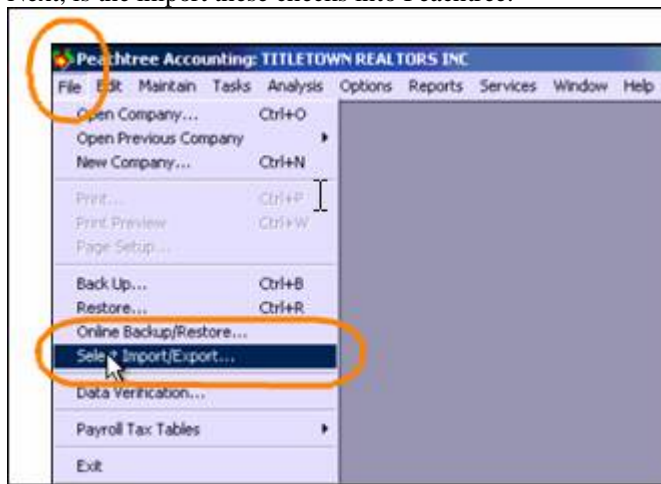 Next, is the import these checks into Peachtree.
Peachtree Accounting: TITLETOWN REALTORS INC
File Edit Maintain Tasks Analysis Options Reports Services Window Help
Open Company... Ctrl+O
Open Previous Company
New Company... Ctrl+N
Print... Ctrl+P
Print Preview Ctrl+W
Page Setup...
Back Up... Ctrl+B
Restore... Ctrl+R
Online Backup/Restore...
Select Import/Export...
Data Verification...
Payroll Tax Tables
Exit